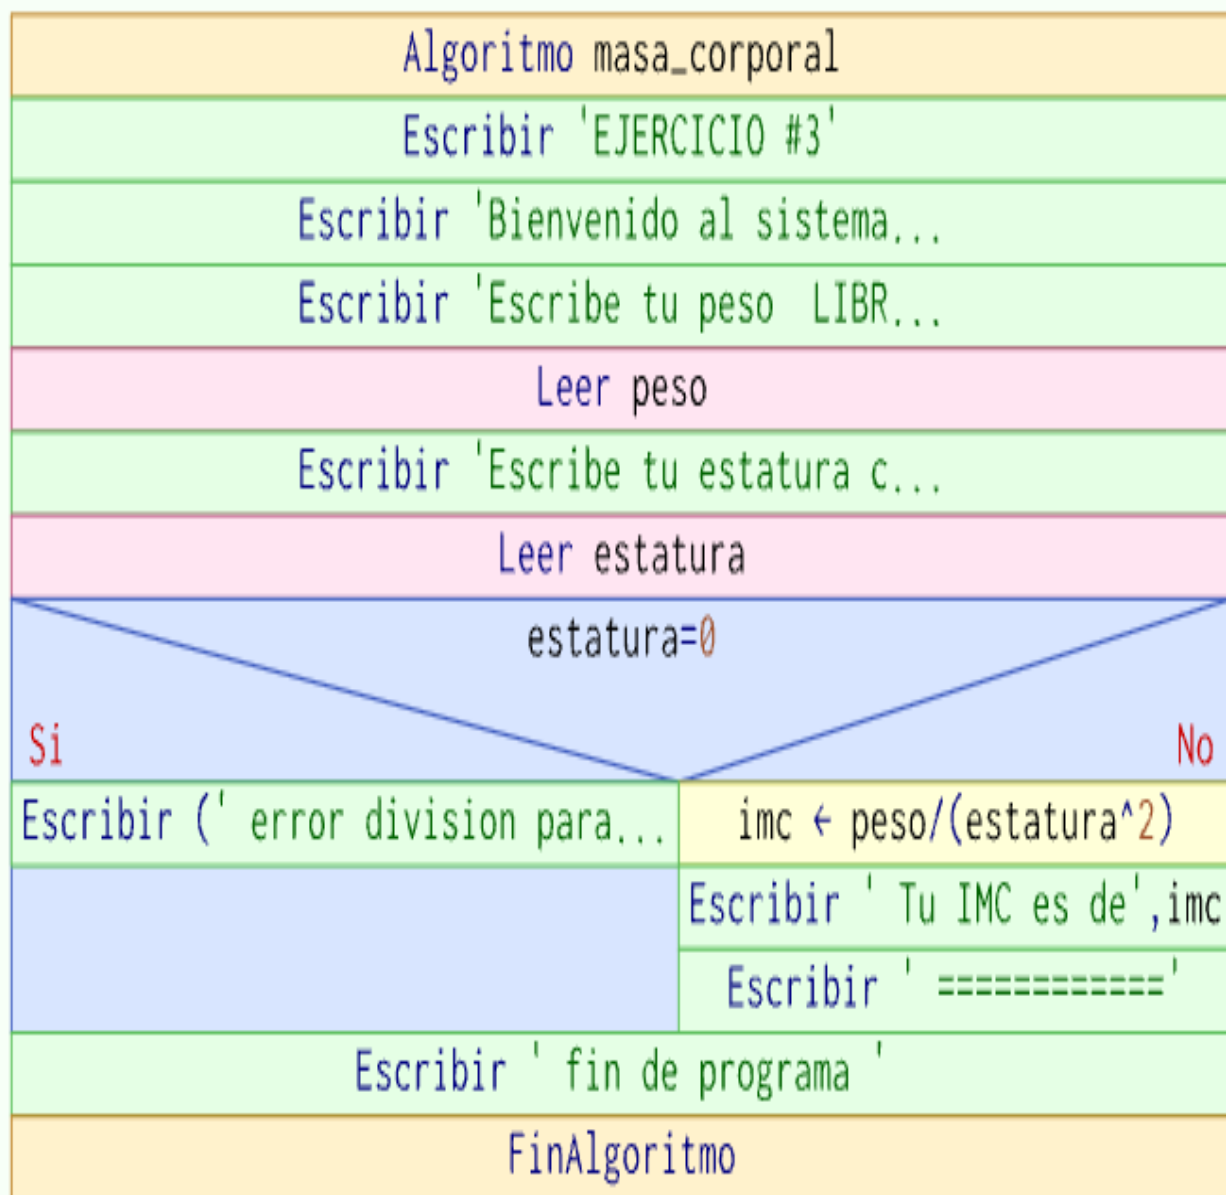 Algoritmo masa_corporal
Escribir 'EJERCICIO #3'
Escribir 'Bienvenido al sistema...
Escribir 'Escribe tu peso  LIBR...
Leer peso
Escribir 'Escribe tu estatura c...
Leer estatura
estatura=0
Si
No
Escribir (' error division para...
imc ← peso/(estatura^2)
Escribir ' Tu IMC es de',imc
Escribir ' ============'
Escribir ' fin de programa '
FinAlgoritmo